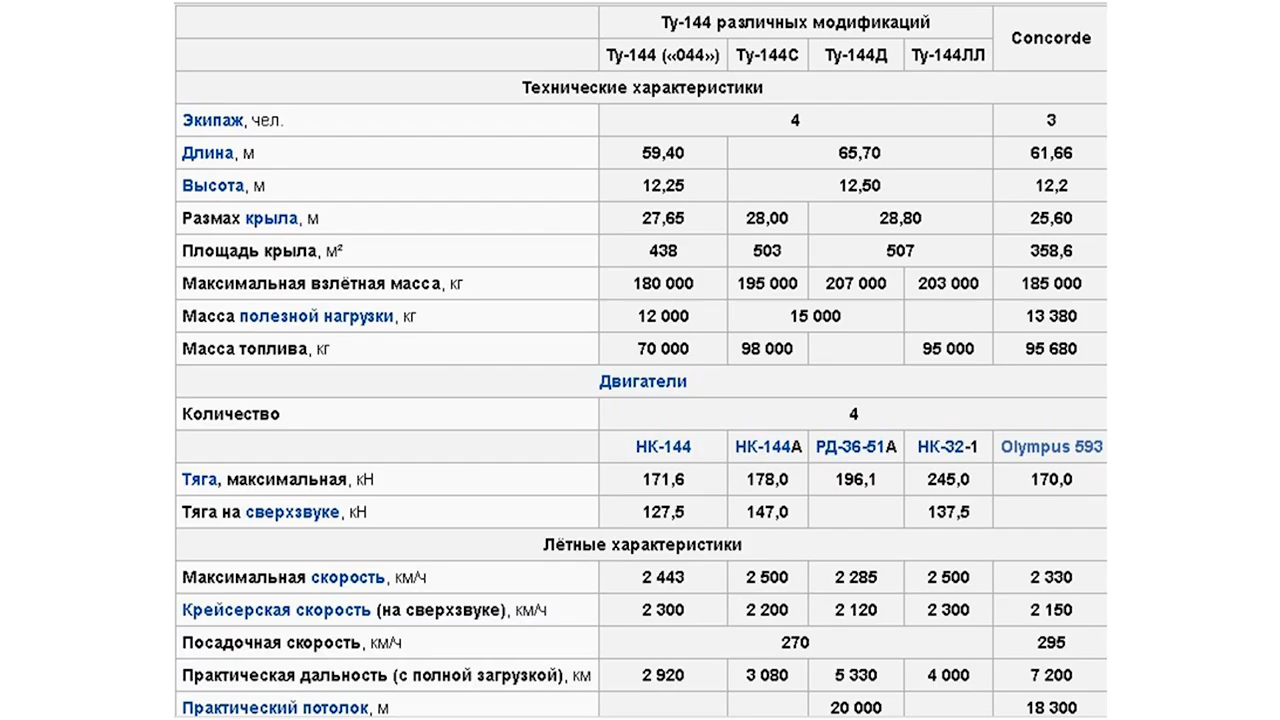 Ту-144 различных модификаций
Concorde
Ту-144 («044») Ту-144С Ту-144Д Ту-144ЛЛ
Технические характеристики
Экипаж, чел. 4 3
Длина, м 59,40 65,70 61,66
Высота, м 12,25 12,50 12,2
Размах крыла, м 27,65 28,00 28,80 25,60
Площадь крыла, м² 438 503 507 358,6
Максимальная взлётная масса, кг 180 000 195 000 207 000 203 000 185 000
Масса полезной нагрузки, кг 12 000 15 000 13 380
Масса топлива, кг 70 000 98 000 95 000 95 680
Двигатели
Количество 4
НК-144 НК-144А РД-36-51А НК-32-1 Olympus 593
Тяга, максимальная, кН 171,6 178,0 196,1 245,0 170,0
Тяга на сверхзвуке, кН 127,5 147,0 137,5
Лётные характеристики
Максимальная скорость, км/ч 2 443 2 500 2 285 2 500 2 330
Крейсерская скорость (на сверхзвуке), км/ч 2 300 2 200 2 120 2 300 2 150
Посадочная скорость, км/ч 270 295
Практическая дальность (с полной загрузкой), км 2 920 3 080 5 330 4 000 7 200
Практический потолок, м 20 000 18 300